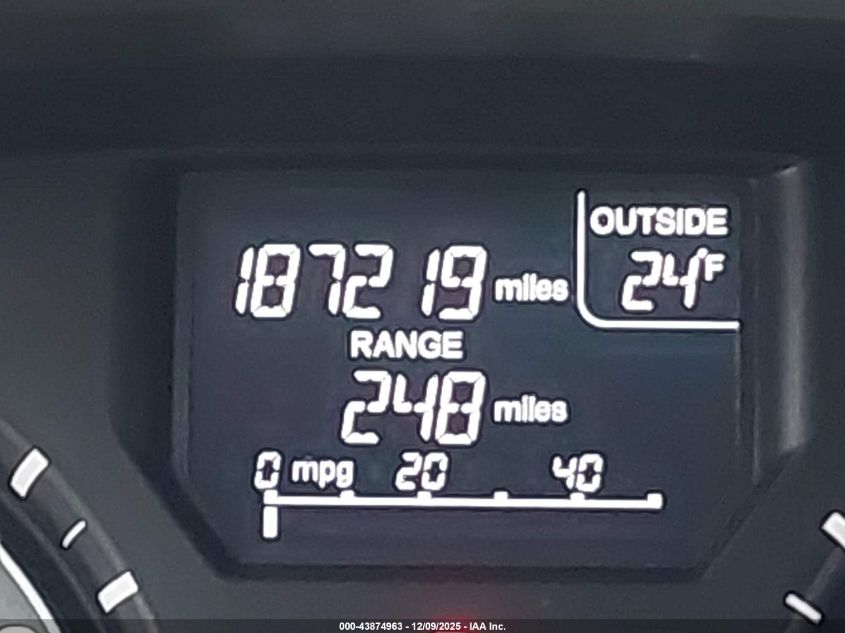 OUTSIDE
24°F
187219 miles
RANGE
248 miles
0 mpg 20 40
000-43874963 - 12/09/2025 - IAA Inc.